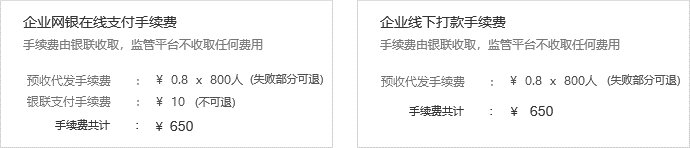 企业网银在线支付手续费
手续费由银联收取，监管平台不收取任何费用
预收代发手续费 ： ¥ 0.8 x 800人 (失败部分可退)
银联支付手续费 ： ¥ 10 (不可退)
手续费共计 ： ¥ 650
企业线下打款手续费
手续费由银联收取，监管平台不收取任何费用
预收代发手续费 ： ¥ 0.8 x 800人 (失败部分可退)
手续费共计 ： ¥ 650